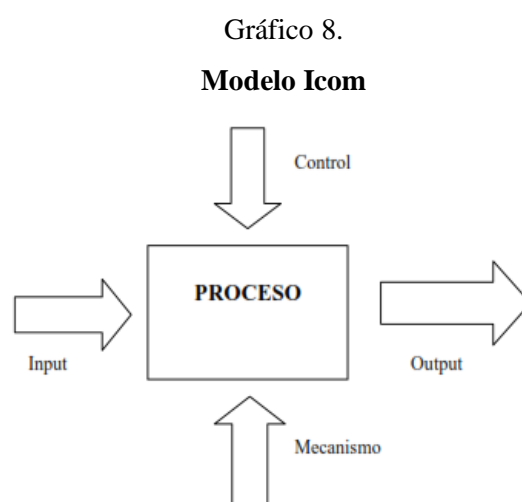 Gráfico 8.
Modelo Icom
Control
PROCESO
Input
Output
Mecanismo